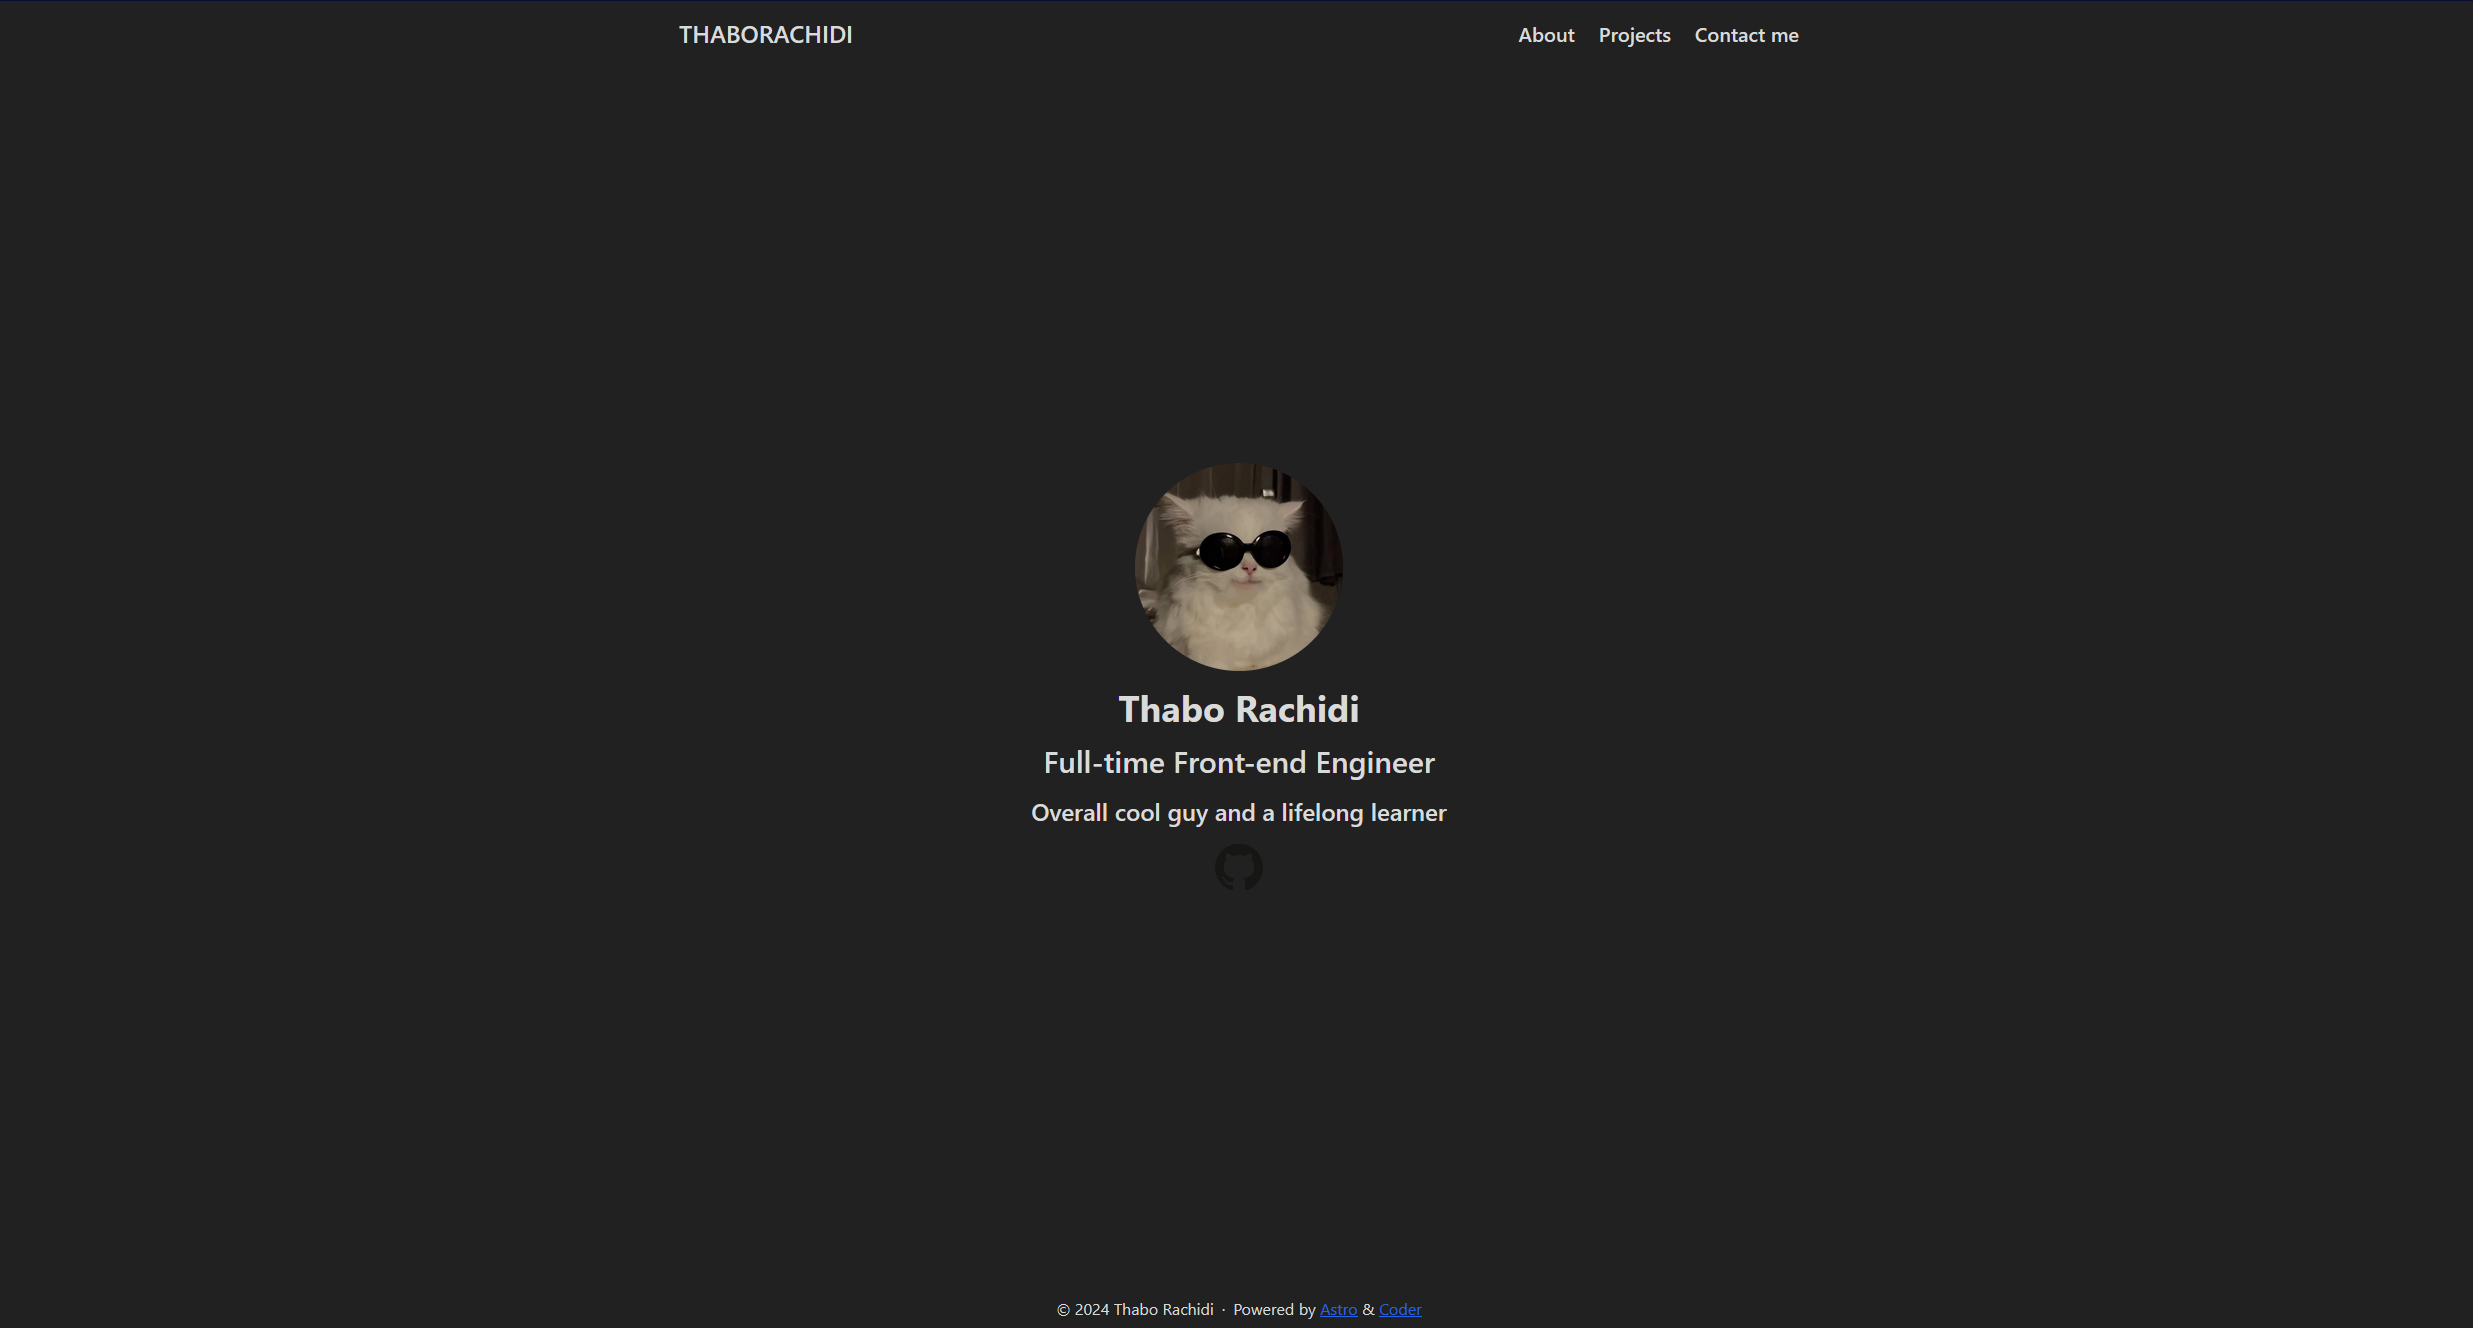 THABORACHIDI
About Projects Contact me
Thabo Rachidi
Full-time Front-end Engineer
Overall cool guy and a lifelong learner
© 2024 Thabo Rachidi · Powered by Astro & Coder